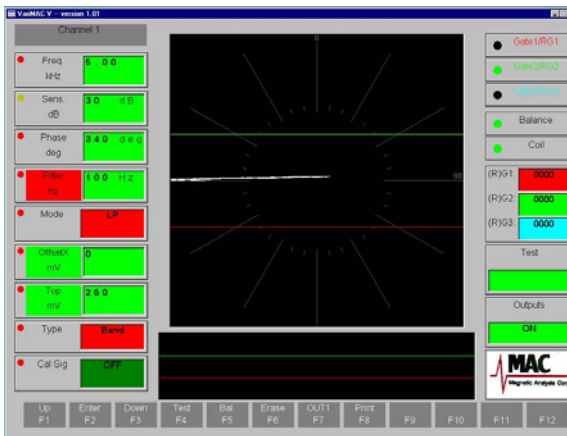 VariMAC V - version 1.01
Channel 1
Freq. 5.00
kHz
Sens. 30 dB
dB
Phase 340 deg
deg
Filter 100 Hz
Hz
Mode LP
OffsetX 0
mV
Top 250
mV
Type Band
Cal Sig OFF
0
90
Gate1/RG1
Gate2/RG2
Gate3/RG3
Balance
Coil
(R)G1: 0000
(R)G2: 0000
(R)G3: 0000
Test
Outputs
ON
MAC
Magnetic Analysis Corp
Up Enter Down Test Bal. Erase OUT1 Print
F1 F2 F3 F4 F5 F6 F7 F8 F9 F10 F11 F12